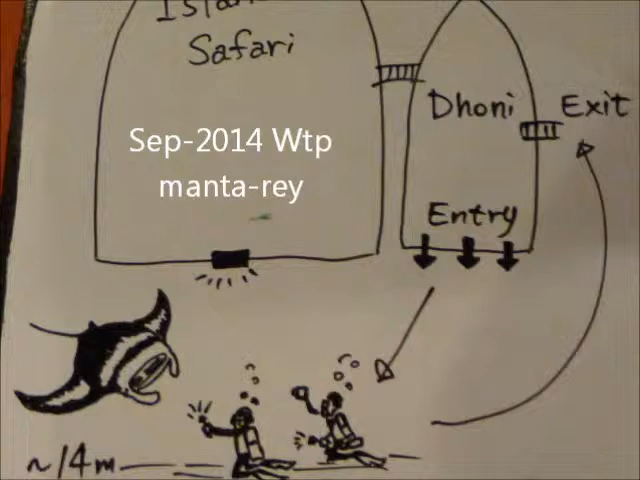 Safari
Sep-2014 Wtp
manta-rey
Dhoni
Exit
Entry
~14m